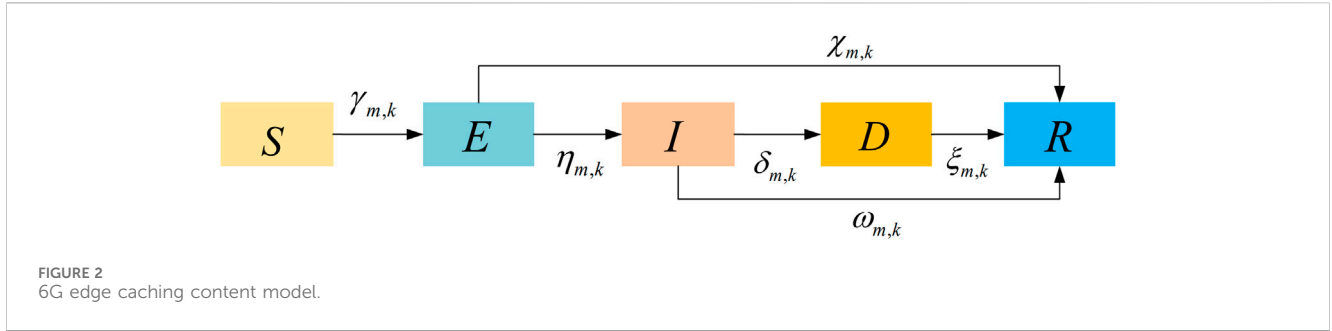 χm,k
γm,k
S E I D R
ηm,k δm,k ξm,k
ωm,k
FIGURE 2
6G edge caching content model.